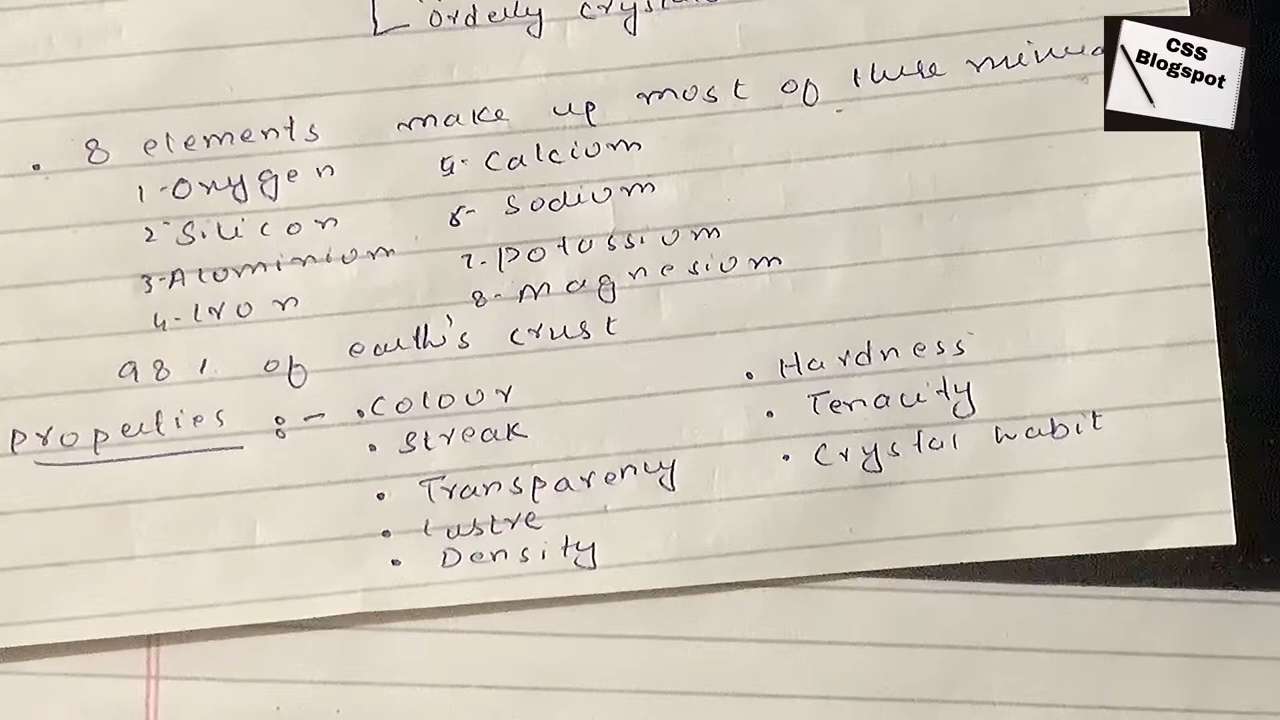 orderly
CSS
Blogspot
• 8 elements make up most of these
1-Oxygen 5-Calcium
2-Silicon 6- Sodium
3-Aluminium 7-Potassium
4-Iron 8-Magnesium
98% of earth's crust
Properties :- •Colour • Hardness
• Streak • Tenacity
• Transparency • Crystal habit
• Lustre
• Density